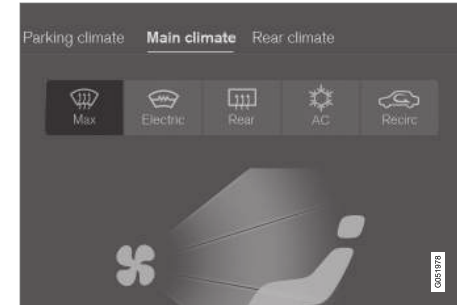 Parking climate Main climate Rear climate
Max Electric Rear AC Recirc
G051978